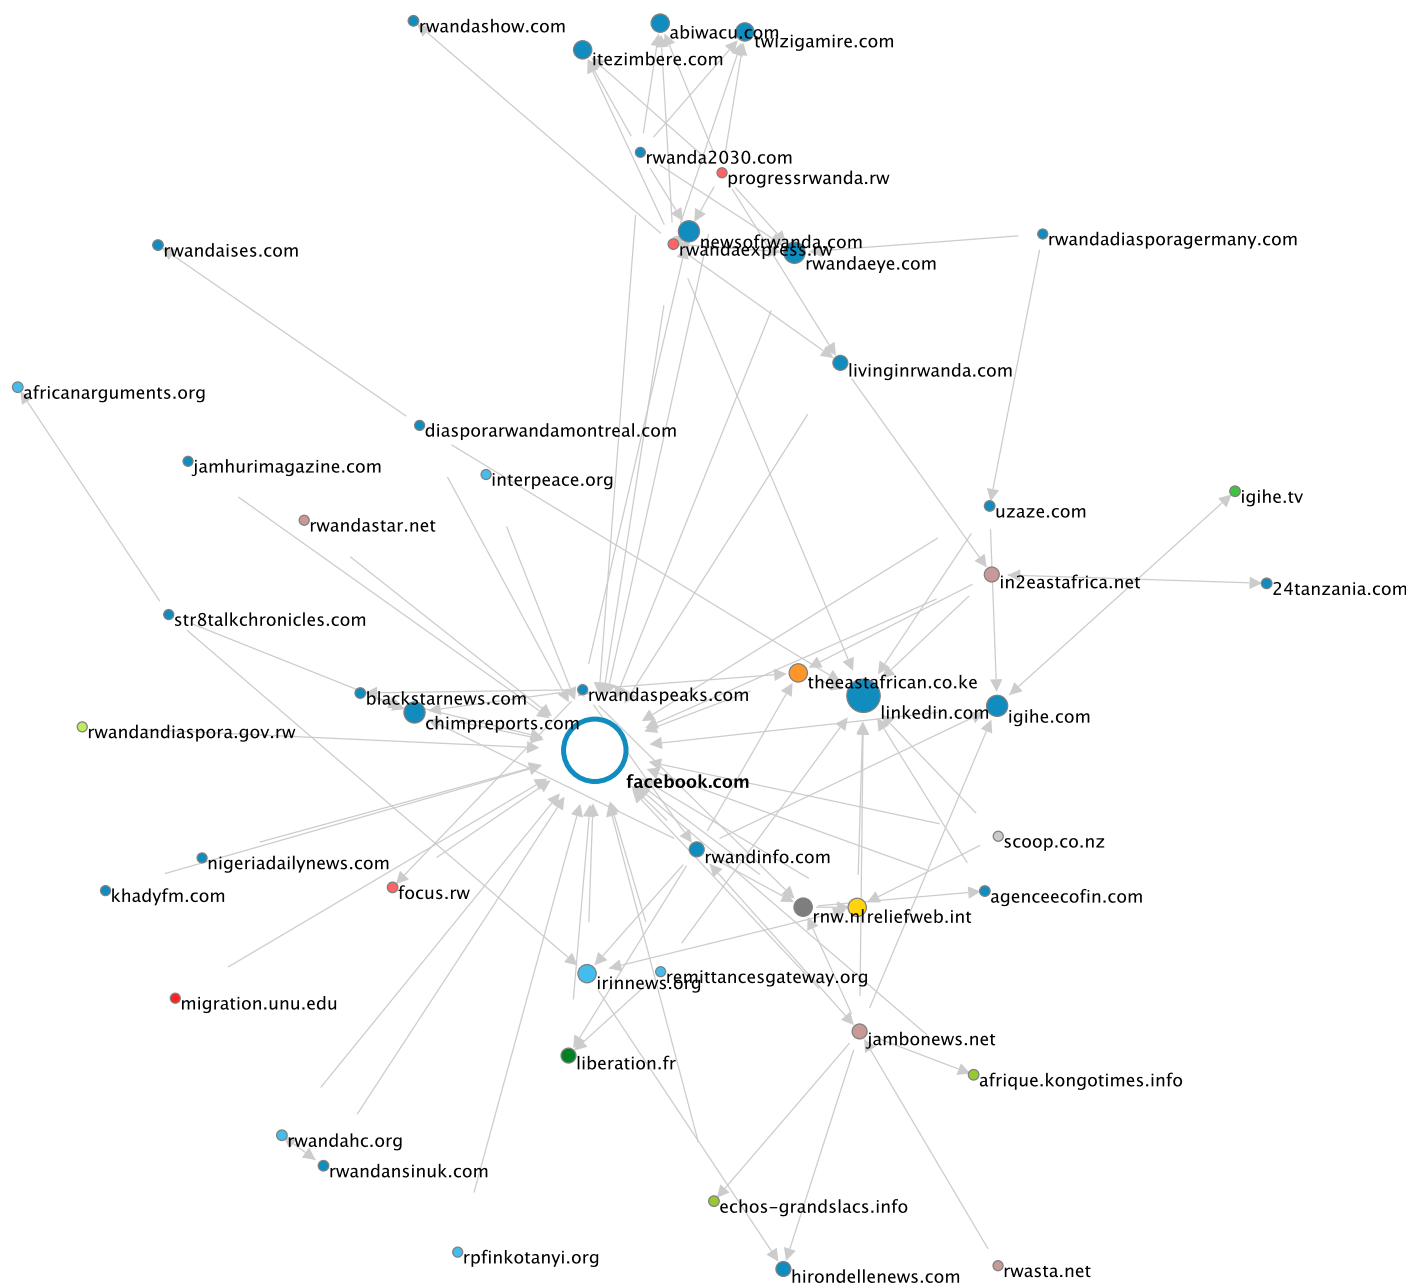 rwandashow.com
abiwacu.com
twizigamire.com
itezimbere.com
rwanda2030.com
progressrwanda.rw
newsofrwanda.com
rwandaexpress.rw
rwandaeye.com
rwandadiasporagermany.com
rwandaises.com
livinginrwanda.com
africanarguments.org
diasporarwandamontreal.com
jamhurimagazine.com
interpeace.org
igihe.tv
uzaze.com
rwandastar.net
in2eastafrica.net
24tanzania.com
str8talkchronicles.com
theeastafrican.co.ke
rwandaspeaks.com
blackstarnews.com
linkedin.com
igihe.com
chimpreports.com
rwandandiaspora.gov.rw
facebook.com
scoop.co.nz
rwandinfo.com
nigeriadailynews.com
khadyfm.com
focus.rw
agenceecofin.com
rnw.nl
reliefweb.int
remittancesgateway.org
irinnews.org
migration.unu.edu
jambonews.net
liberation.fr
afrique.kongotimes.info
rwandahc.org
rwandansinuk.com
echos-grandslacs.info
rpfinkotanyi.org
rwasta.net
hirondellenews.com